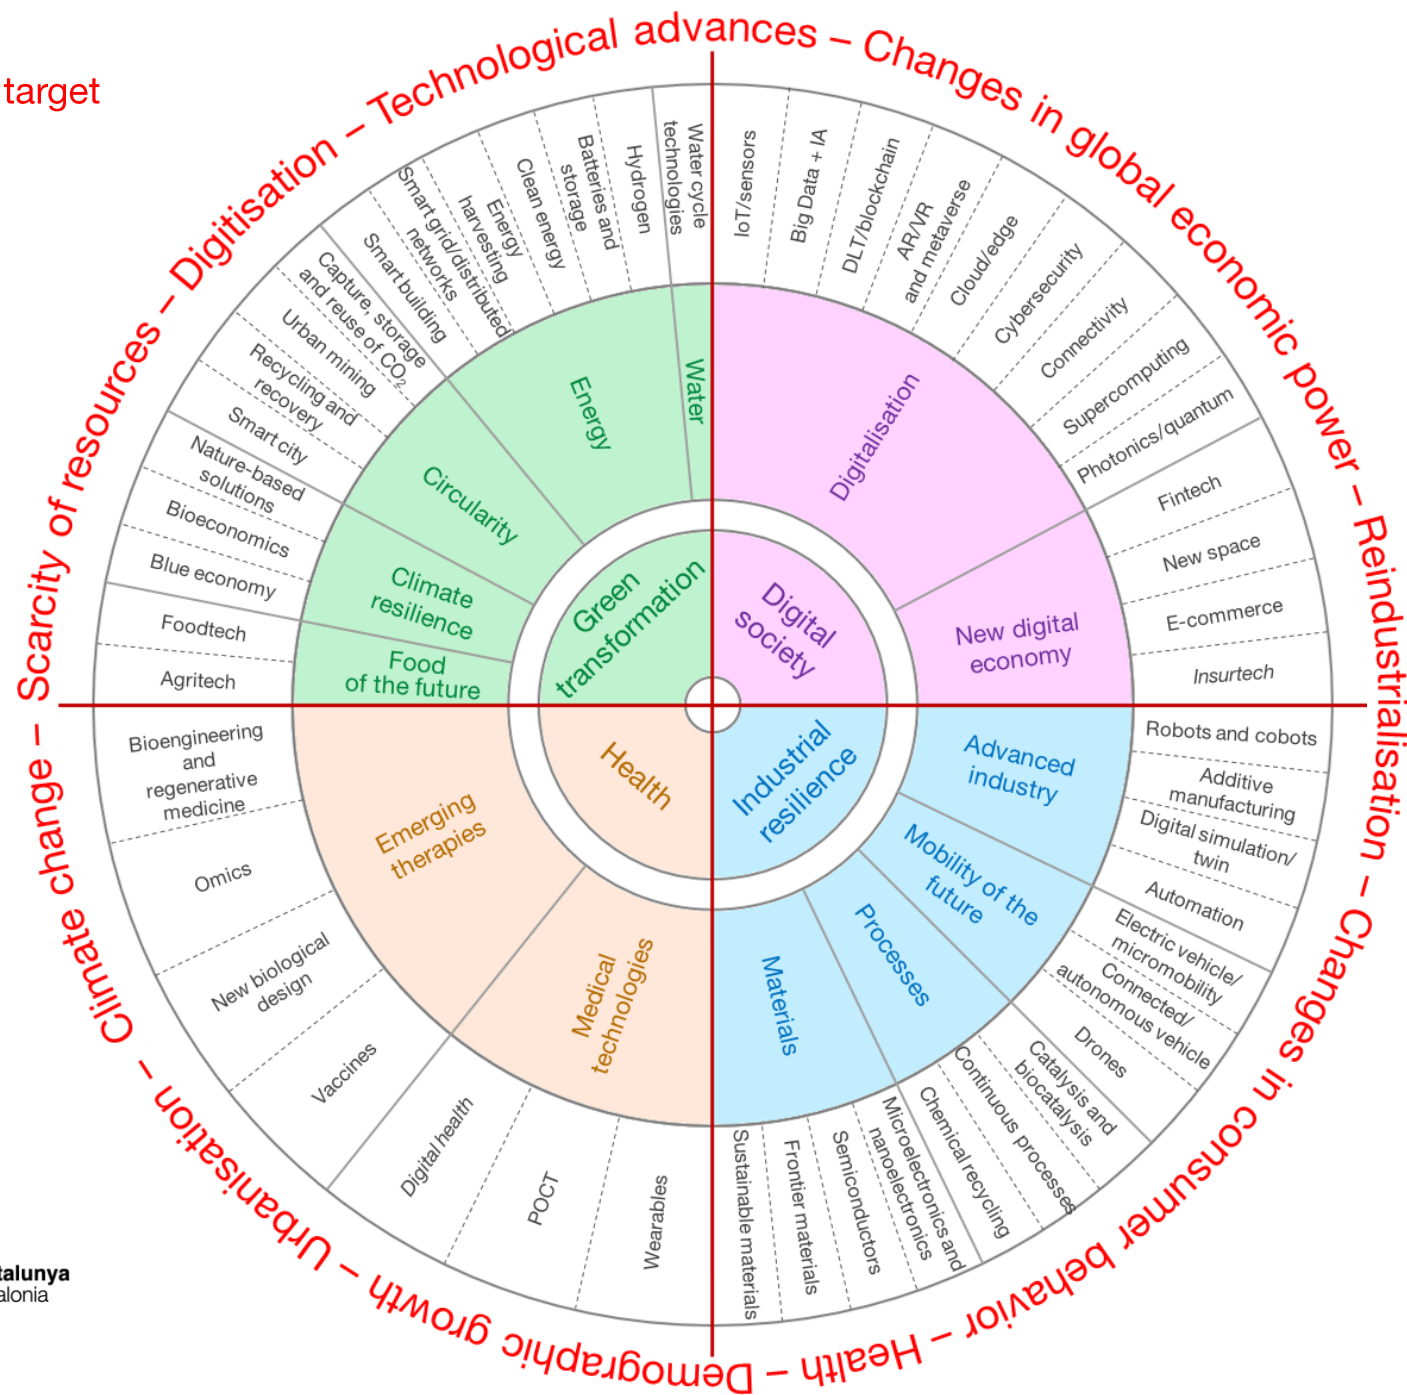 target
Technological advances – Changes in global economic power – Reindustrialisation – Changes in consumer behavior – Health – Demographic growth – Urbanisation – Climate change – Scarcity of resources – Digitisation –
Green
transformation
Digital
society
Industrial
resilience
Health
Water
Water cycle
technologies
Energy
Hydrogen
Batteries and
storage
Clean energy
Energy
harvesting
Smart grid/distributed
networks
Smart building
Circularity
Capture, storage
and reuse of CO₂
Urban mining
Recycling and
recovery
Smart city
Climate
resilience
Nature-based
solutions
Bioeconomics
Blue economy
Food
of the future
Foodtech
Agritech
Digitalisation
IoT/sensors
Big Data + IA
DLT/blockchain
AR/VR
and metaverse
Cloud/edge
Cybersecurity
Connectivity
Supercomputing
Photonics/quantum
New digital
economy
Fintech
New space
E-commerce
Insurtech
Advanced
industry
Robots and cobots
Additive
manufacturing
Digital simulation/
twin
Automation
Mobility of the
future
Electric vehicle/
micromobility
Connected/
autonomous vehicle
Drones
Processes
Catalysis and
biocatalysis
Continuous processes
Chemical recycling
Materials
Microelectronics and
nanoelectronics
Semiconductors
Frontier materials
Sustainable materials
Medical
technologies
Wearables
POCT
Digital health
Emerging
therapies
Vaccines
New biological
design
Omics
Bioengineering
and
regenerative
medicine
talunya
alonia